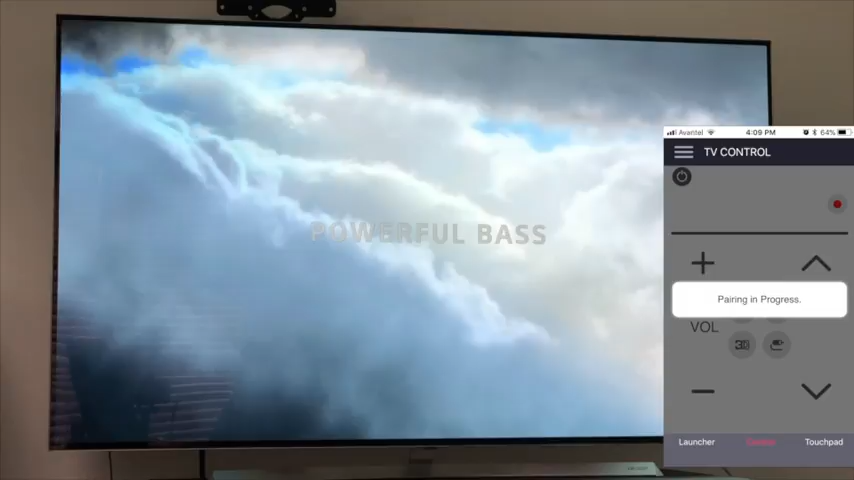 POWERFUL BASS
Avantel
4:09 PM
64%
TV CONTROL
Pairing in Progress.
VOL
Launcher
Touchpad